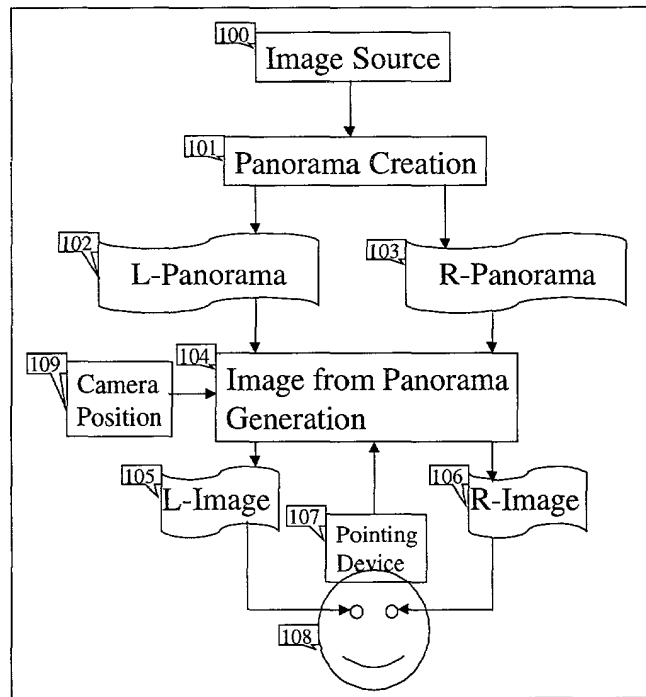 100
Image Source
101
Panorama Creation
102
L-Panorama
103
R-Panorama
109
Camera
Position
104
Image from Panorama
Generation
105
L-Image
106
R-Image
107
Pointing
Device
108